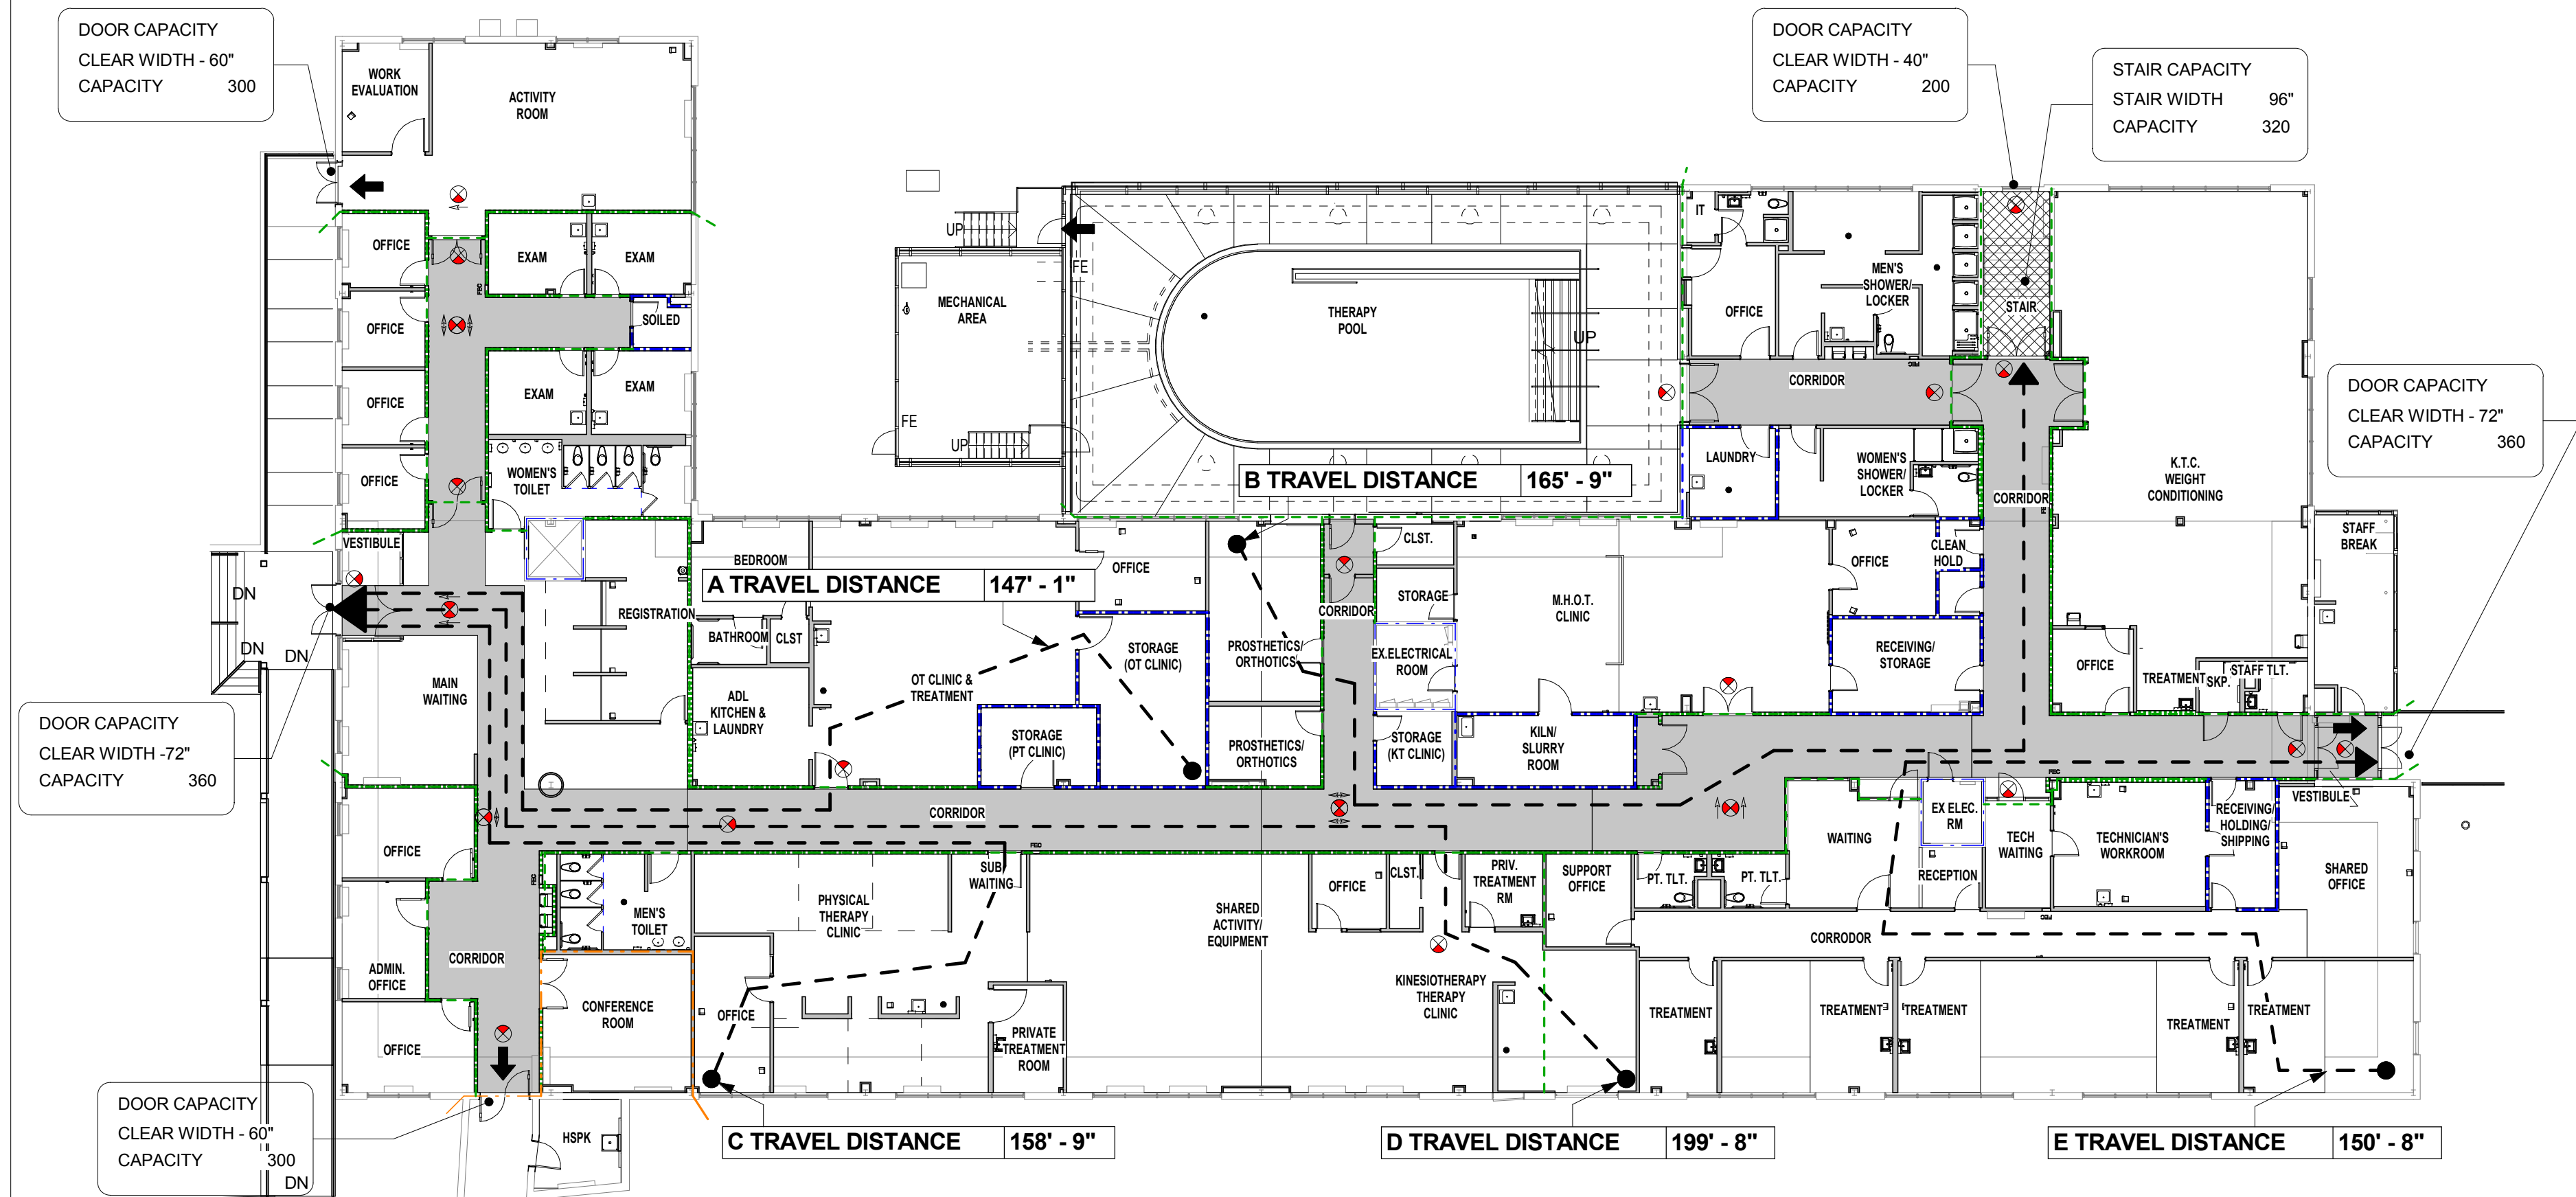 DOOR CAPACITY
CLEAR WIDTH - 60"
CAPACITY 300
DOOR CAPACITY
CLEAR WIDTH - 40"
CAPACITY 200
STAIR CAPACITY
STAIR WIDTH 96"
CAPACITY 320
DOOR CAPACITY
CLEAR WIDTH - 72"
CAPACITY 360
DOOR CAPACITY
CLEAR WIDTH -72"
CAPACITY 360
DOOR CAPACITY
CLEAR WIDTH - 60"
CAPACITY 300
WORK
EVALUATION
ACTIVITY
ROOM
OFFICE
EXAM
EXAM
FEC
OFFICE
SOILED
OFFICE
EXAM
EXAM
OFFICE
WOMEN'S
TOILET
VESTIBULE
DN
DN
DN
DN
REGISTRATION
MAIN
WAITING
BEDROOM
BATHROOM
CLST
ADL
KITCHEN &
LAUNDRY
A TRAVEL DISTANCE 147' - 1"
OT CLINIC &
TREATMENT
OFFICE
STORAGE
(OT CLINIC)
STORAGE
(PT CLINIC)
UP
MECHANICAL
AREA
FE
FE
UP
THERAPY
POOL
UP
B TRAVEL DISTANCE 165' - 9"
PROSTHETICS/
ORTHOTICS
PROSTHETICS/
ORTHOTICS
CORRIDOR
CLST.
STORAGE
EX.ELECTRICAL
ROOM
STORAGE
(KT CLINIC)
M.H.O.T.
CLINIC
KILN/
SLURRY
ROOM
IT
OFFICE
MEN'S
SHOWER/
LOCKER
STAIR
CORRIDOR
FEC
LAUNDRY
WOMEN'S
SHOWER/
LOCKER
CORRIDOR
OFFICE
CLEAN
HOLD
RECEIVING/
STORAGE
K.T.C.
WEIGHT
CONDITIONING
STAFF
BREAK
OFFICE
TREATMENT
SKP.
STAFF TLT.
FEC
VESTIBULE
CORRIDOR
FEC
OFFICE
FEC
ADMIN.
OFFICE
CORRIDOR
OFFICE
MEN'S
TOILET
CONFERENCE
ROOM
HSPK
PHYSICAL
THERAPY
CLINIC
SUB
WAITING
OFFICE
PRIVATE
TREATMENT
ROOM
SHARED
ACTIVITY/
EQUIPMENT
OFFICE
CLST.
PRIV.
TREATMENT
RM
KINESIOTHERAPY
THERAPY
CLINIC
SUPPORT
OFFICE
PT. TLT.
PT. TLT.
WAITING
EX ELEC.
RM
RECEPTION
TECH
WAITING
TECHNICIAN'S
WORKROOM
RECEIVING/
HOLDING/
SHIPPING
SHARED
OFFICE
FEC
CORRODOR
TREATMENT
TREATMENT
TREATMENT
TREATMENT
TREATMENT
C TRAVEL DISTANCE 158' - 9"
D TRAVEL DISTANCE 199' - 8"
E TRAVEL DISTANCE 150' - 8"